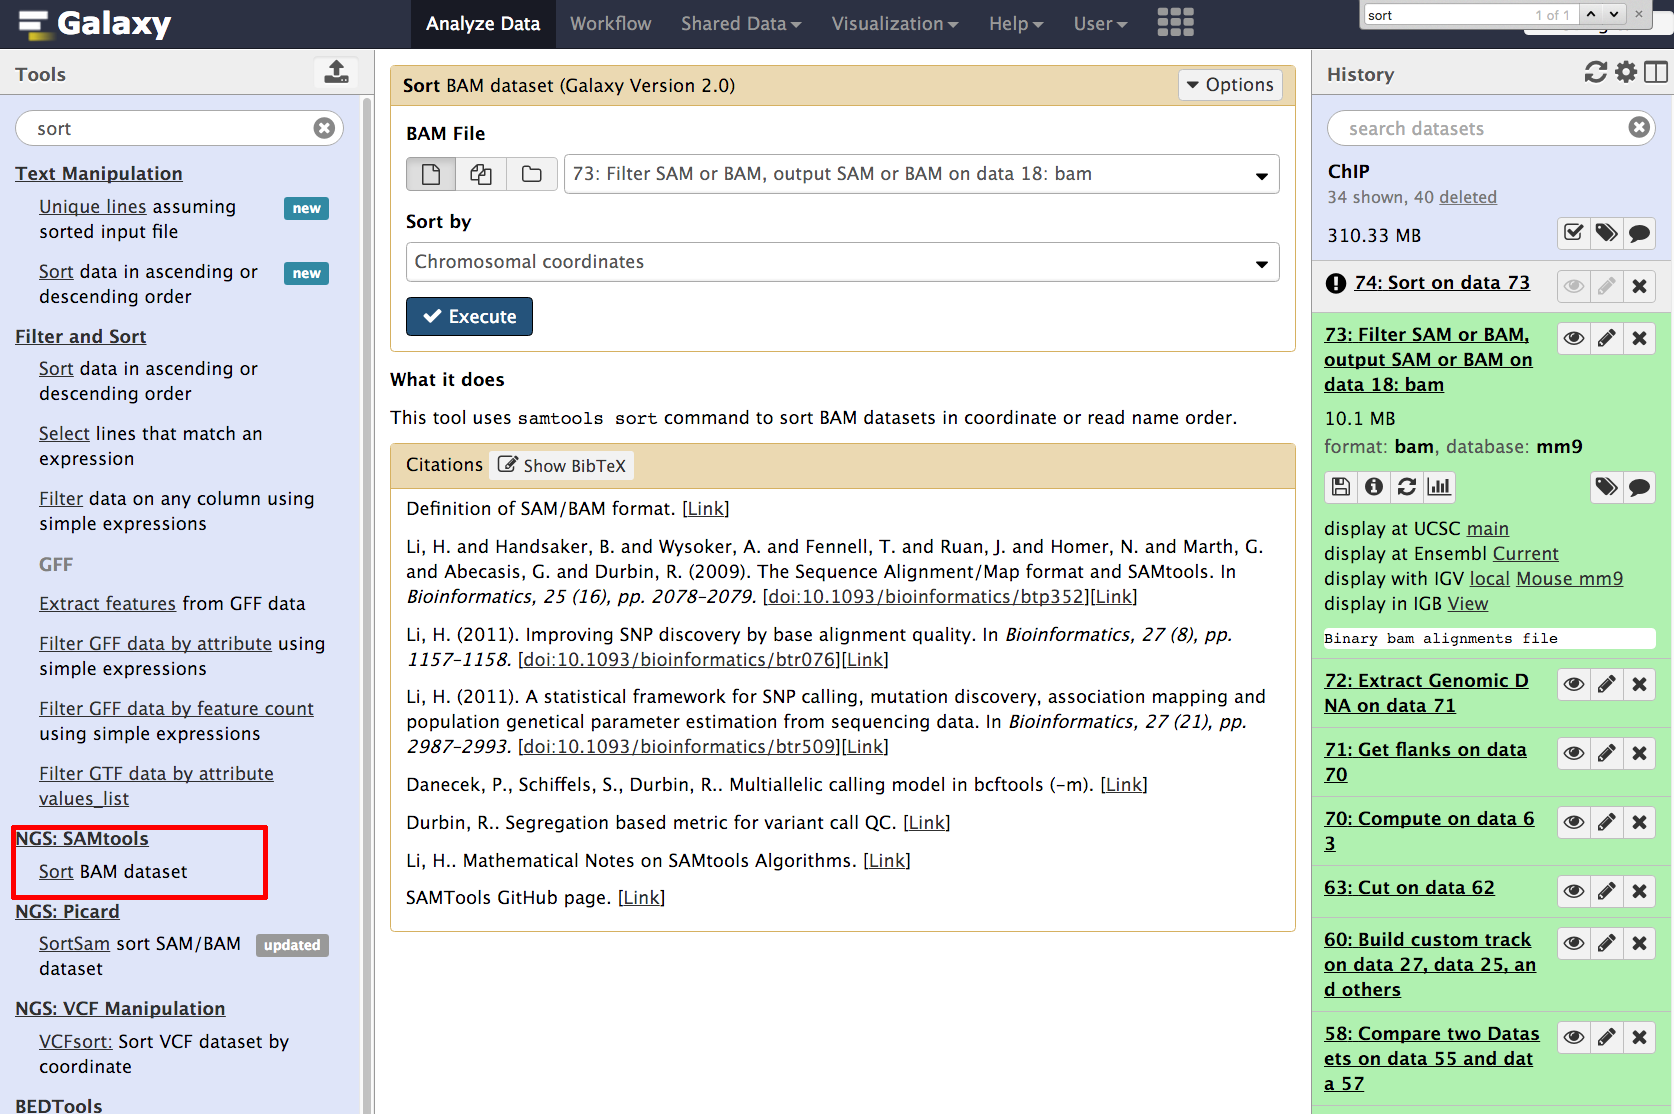 Galaxy
Analyze Data
Workflow
Shared Data
Visualization
Help
User
sort
1 of 1
Tools
sort
Text Manipulation
Unique lines assuming
sorted input file
new
Sort data in ascending or
descending order
new
Filter and Sort
Sort data in ascending or
descending order
Select lines that match an
expression
Filter data on any column using
simple expressions
GFF
Extract features from GFF data
Filter GFF data by attribute using
simple expressions
Filter GFF data by feature count
using simple expressions
Filter GTF data by attribute
values_list
NGS: SAMtools
Sort BAM dataset
NGS: Picard
SortSam sort SAM/BAM
dataset
updated
NGS: VCF Manipulation
VCFsort: Sort VCF dataset by
coordinate
BEDTools
Sort BAM dataset (Galaxy Version 2.0)
Options
BAM File
73: Filter SAM or BAM, output SAM or BAM on data 18: bam
Sort by
Chromosomal coordinates
Execute
What it does
This tool uses samtools sort command to sort BAM datasets in coordinate or read name order.
Citations
Show BibTeX
Definition of SAM/BAM format. [Link]
Li, H. and Handsaker, B. and Wysoker, A. and Fennell, T. and Ruan, J. and Homer, N. and Marth, G.
and Abecasis, G. and Durbin, R. (2009). The Sequence Alignment/Map format and SAMtools. In
Bioinformatics, 25 (16), pp. 2078–2079. [doi:10.1093/bioinformatics/btp352][Link]
Li, H. (2011). Improving SNP discovery by base alignment quality. In Bioinformatics, 27 (8), pp.
1157–1158. [doi:10.1093/bioinformatics/btr076][Link]
Li, H. (2011). A statistical framework for SNP calling, mutation discovery, association mapping and
population genetical parameter estimation from sequencing data. In Bioinformatics, 27 (21), pp.
2987–2993. [doi:10.1093/bioinformatics/btr509][Link]
Danecek, P., Schiffels, S., Durbin, R.. Multiallelic calling model in bcftools (-m). [Link]
Durbin, R.. Segregation based metric for variant call QC. [Link]
Li, H.. Mathematical Notes on SAMtools Algorithms. [Link]
SAMTools GitHub page. [Link]
History
search datasets
ChIP
34 shown, 40 deleted
310.33 MB
74: Sort on data 73
73: Filter SAM or BAM,
output SAM or BAM on
data 18: bam
10.1 MB
format: bam, database: mm9
display at UCSC main
display at Ensembl Current
display with IGV local Mouse mm9
display in IGB View
Binary bam alignments file
72: Extract Genomic D
NA on data 71
71: Get flanks on data
70
70: Compute on data 6
3
63: Cut on data 62
60: Build custom track
on data 27, data 25, an
d others
58: Compare two Datas
ets on data 55 and dat
a 57